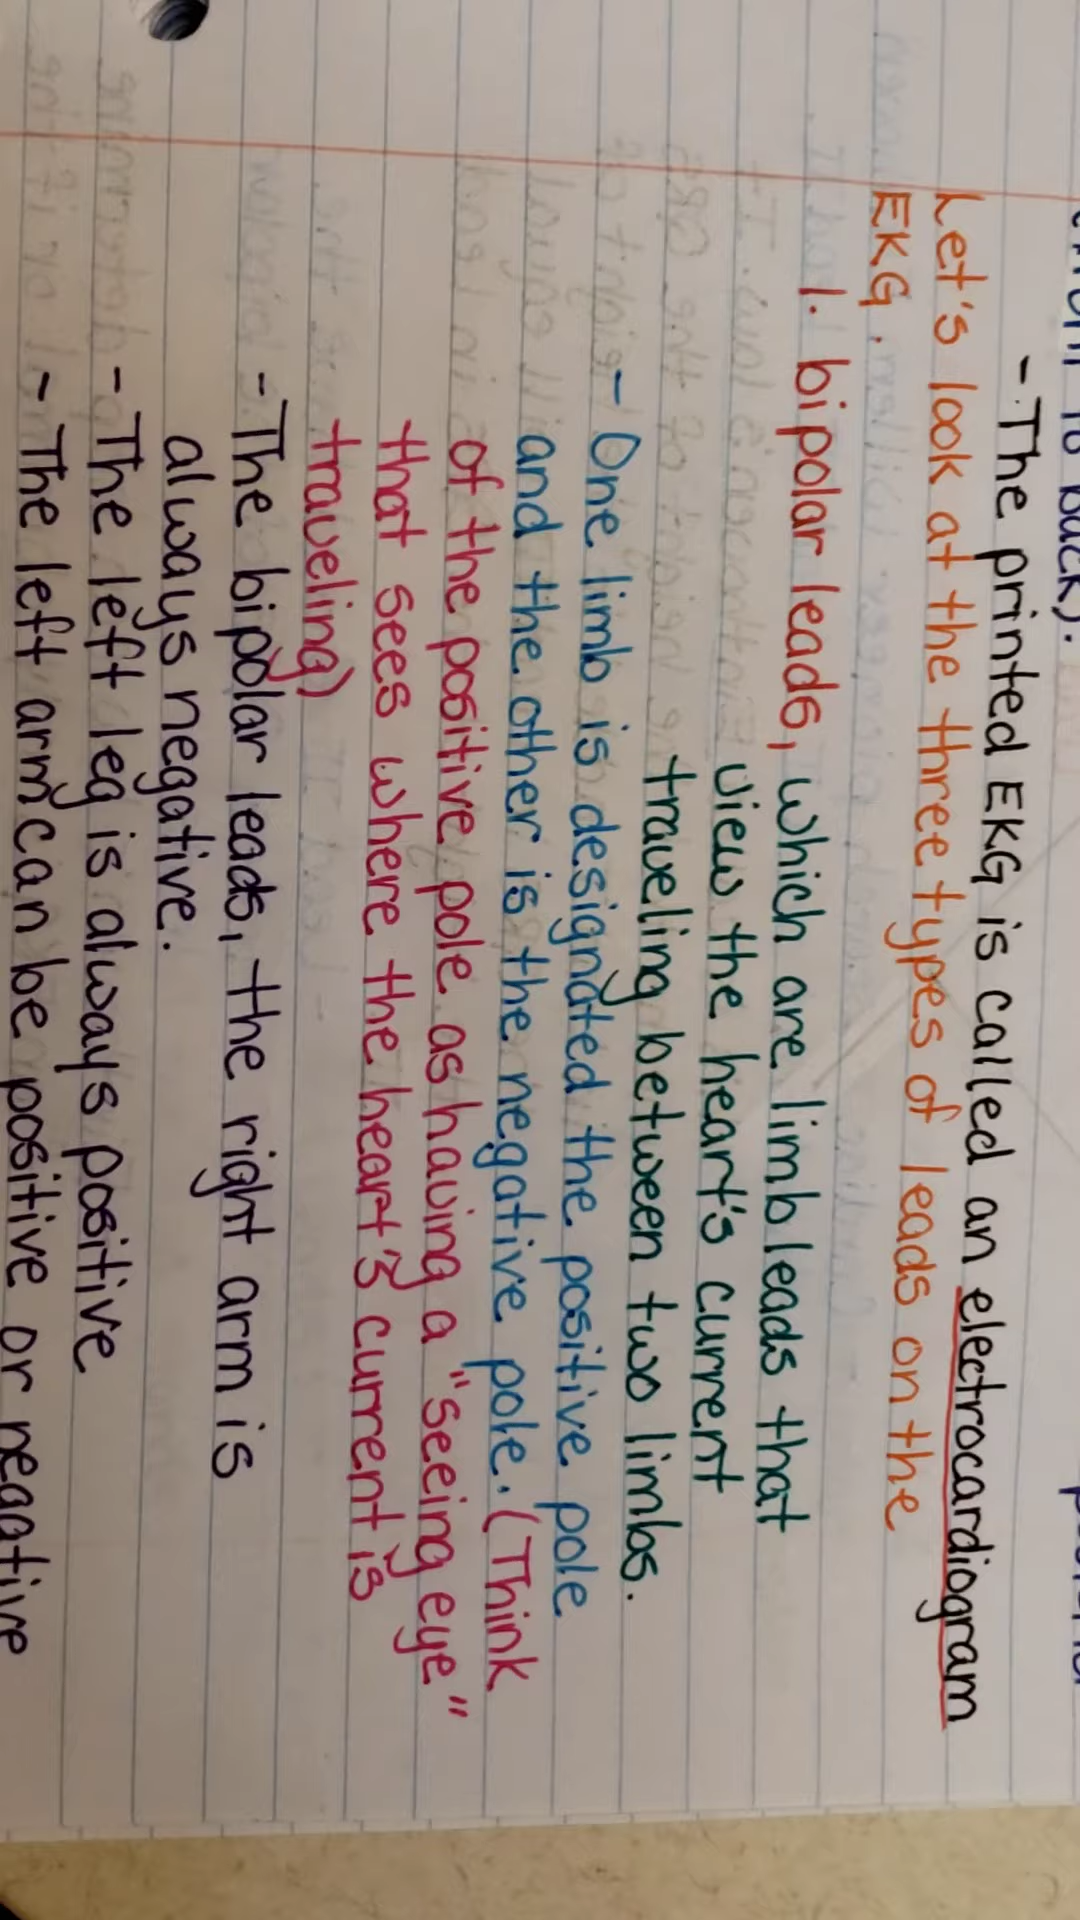 to back).
- The printed EKG is called an electrocardiogram
Let's look at the three types of leads on the
EKG.
1. bipolar leads, which are limb leads that
view the heart's current
traveling between two limbs.
- One limb is designated the positive pole
and the other is the negative pole. (Think
of the positive pole as having a "seeing eye"
that sees where the heart's current is
traveling)
- The bipolar leads, the right arm is
always negative.
- The left leg is always positive
- The left arm can be positive or negative